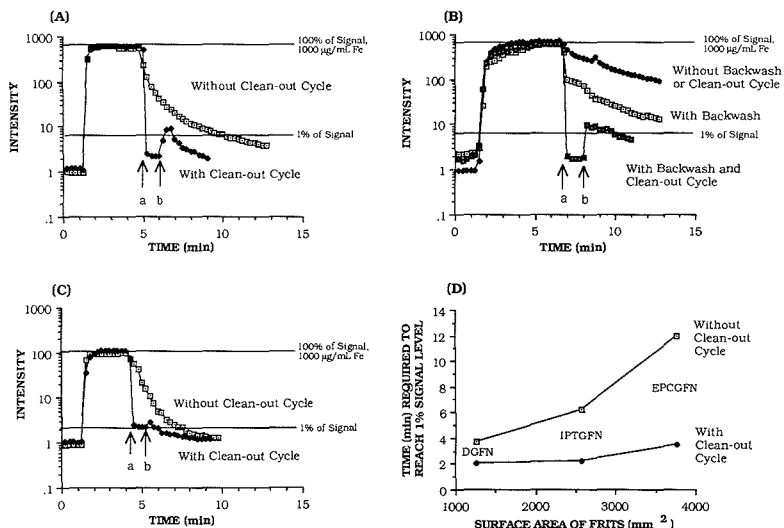 (A)
1000
100
10
1
.1
INTENSITY
0
5
10
15
TIME (min)
100% of Signal,
1000 µg/mL Fe
Without Clean-out Cycle
1% of Signal
With Clean-out Cycle
a
b
(B)
1000
100
10
1
.1
INTENSITY
0
5
10
15
TIME (min)
100% of Signal,
1000 µg/mL Fe
Without Backwash
or Clean-out Cycle
With Backwash
1% of Signal
With Backwash and
Clean-out Cycle
a
b
(C)
1000
100
10
1
.1
INTENSITY
0
5
10
15
TIME (min)
100% of Signal,
1000 µg/mL Fe
Without Clean-out Cycle
1% of Signal
With Clean-out Cycle
a
b
(D)
14
12
10
8
6
4
2
0
TIME (min) REQUIRED TO
REACH 1% SIGNAL LEVEL
1000
2000
3000
4000
SURFACE AREA OF FRITS (mm 2 )
Without
Clean-out
Cycle
EPCGFN
IPTGFN
DGFN
With
Clean-out
Cycle